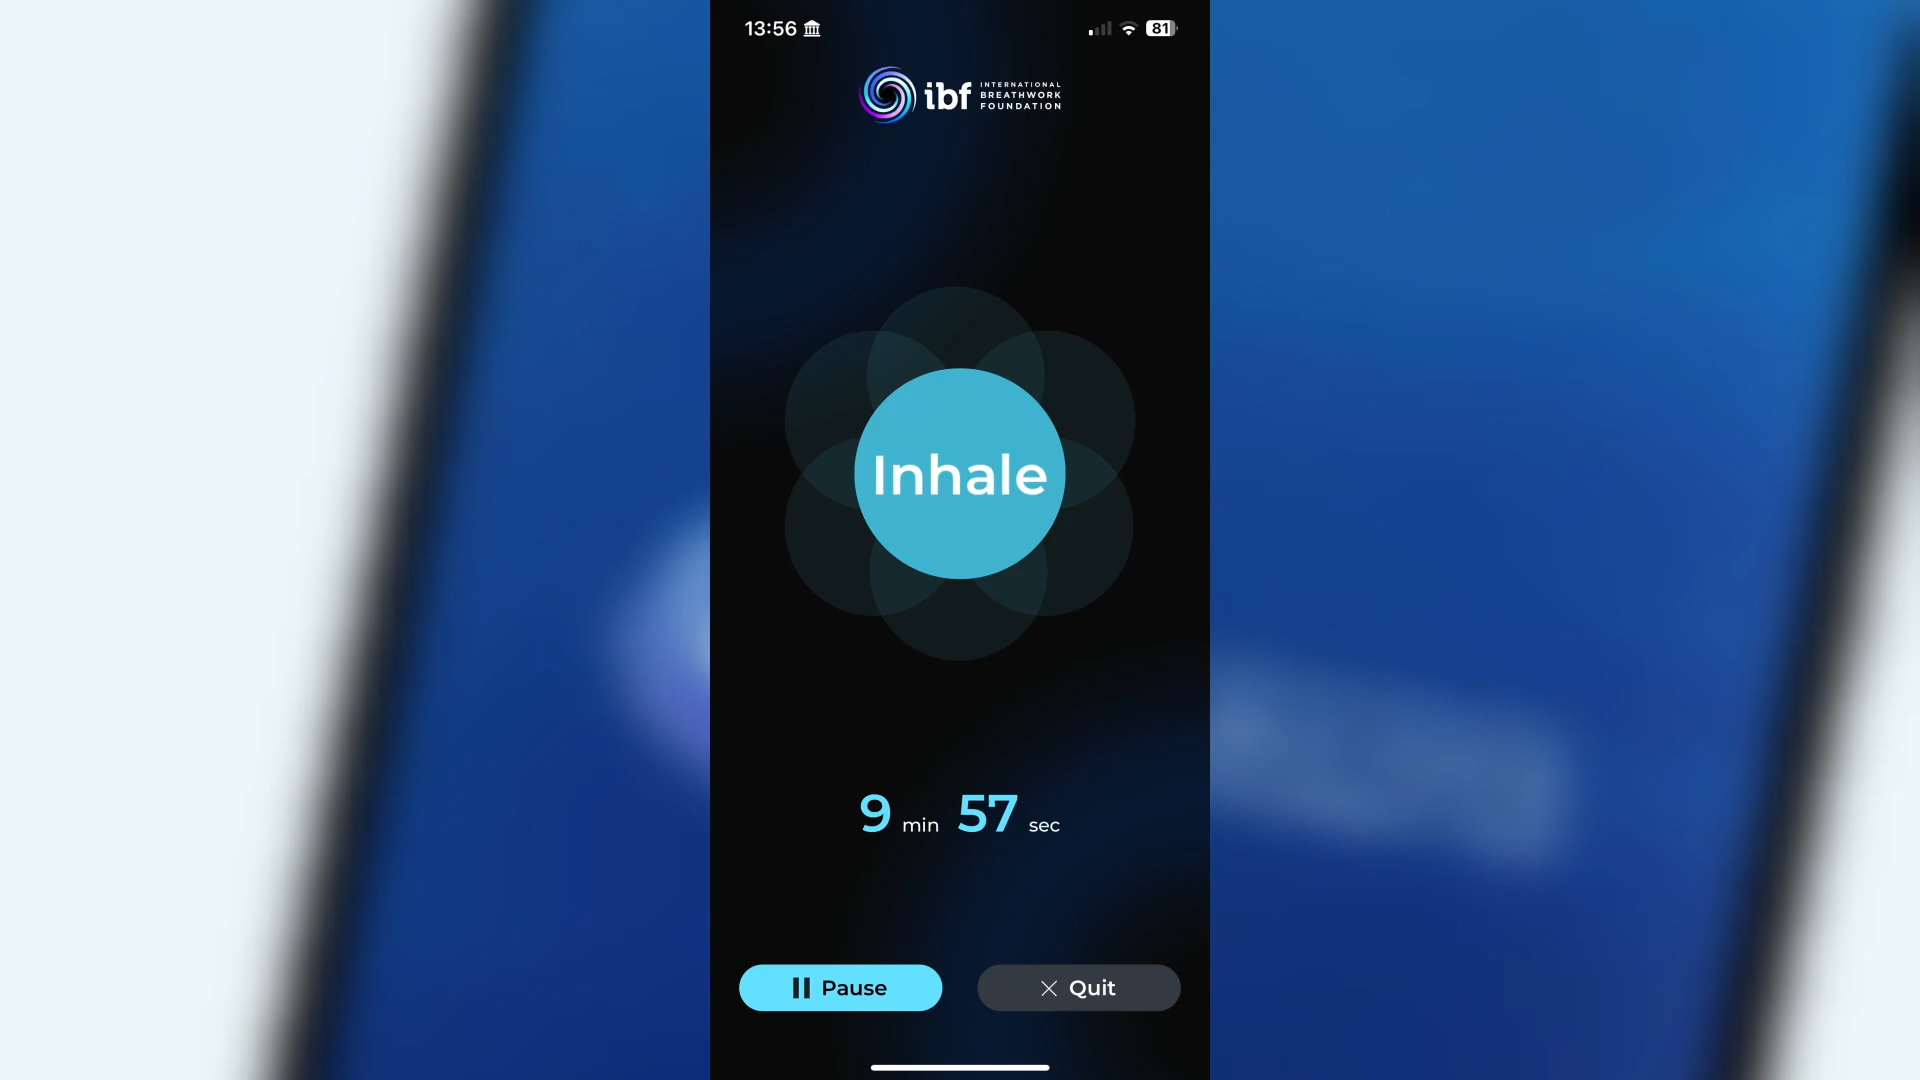 13:56
81
ibf
INTERNATIONAL
BREATHWORK
FOUNDATION
Inhale
9 min 57 sec
Pause
Quit